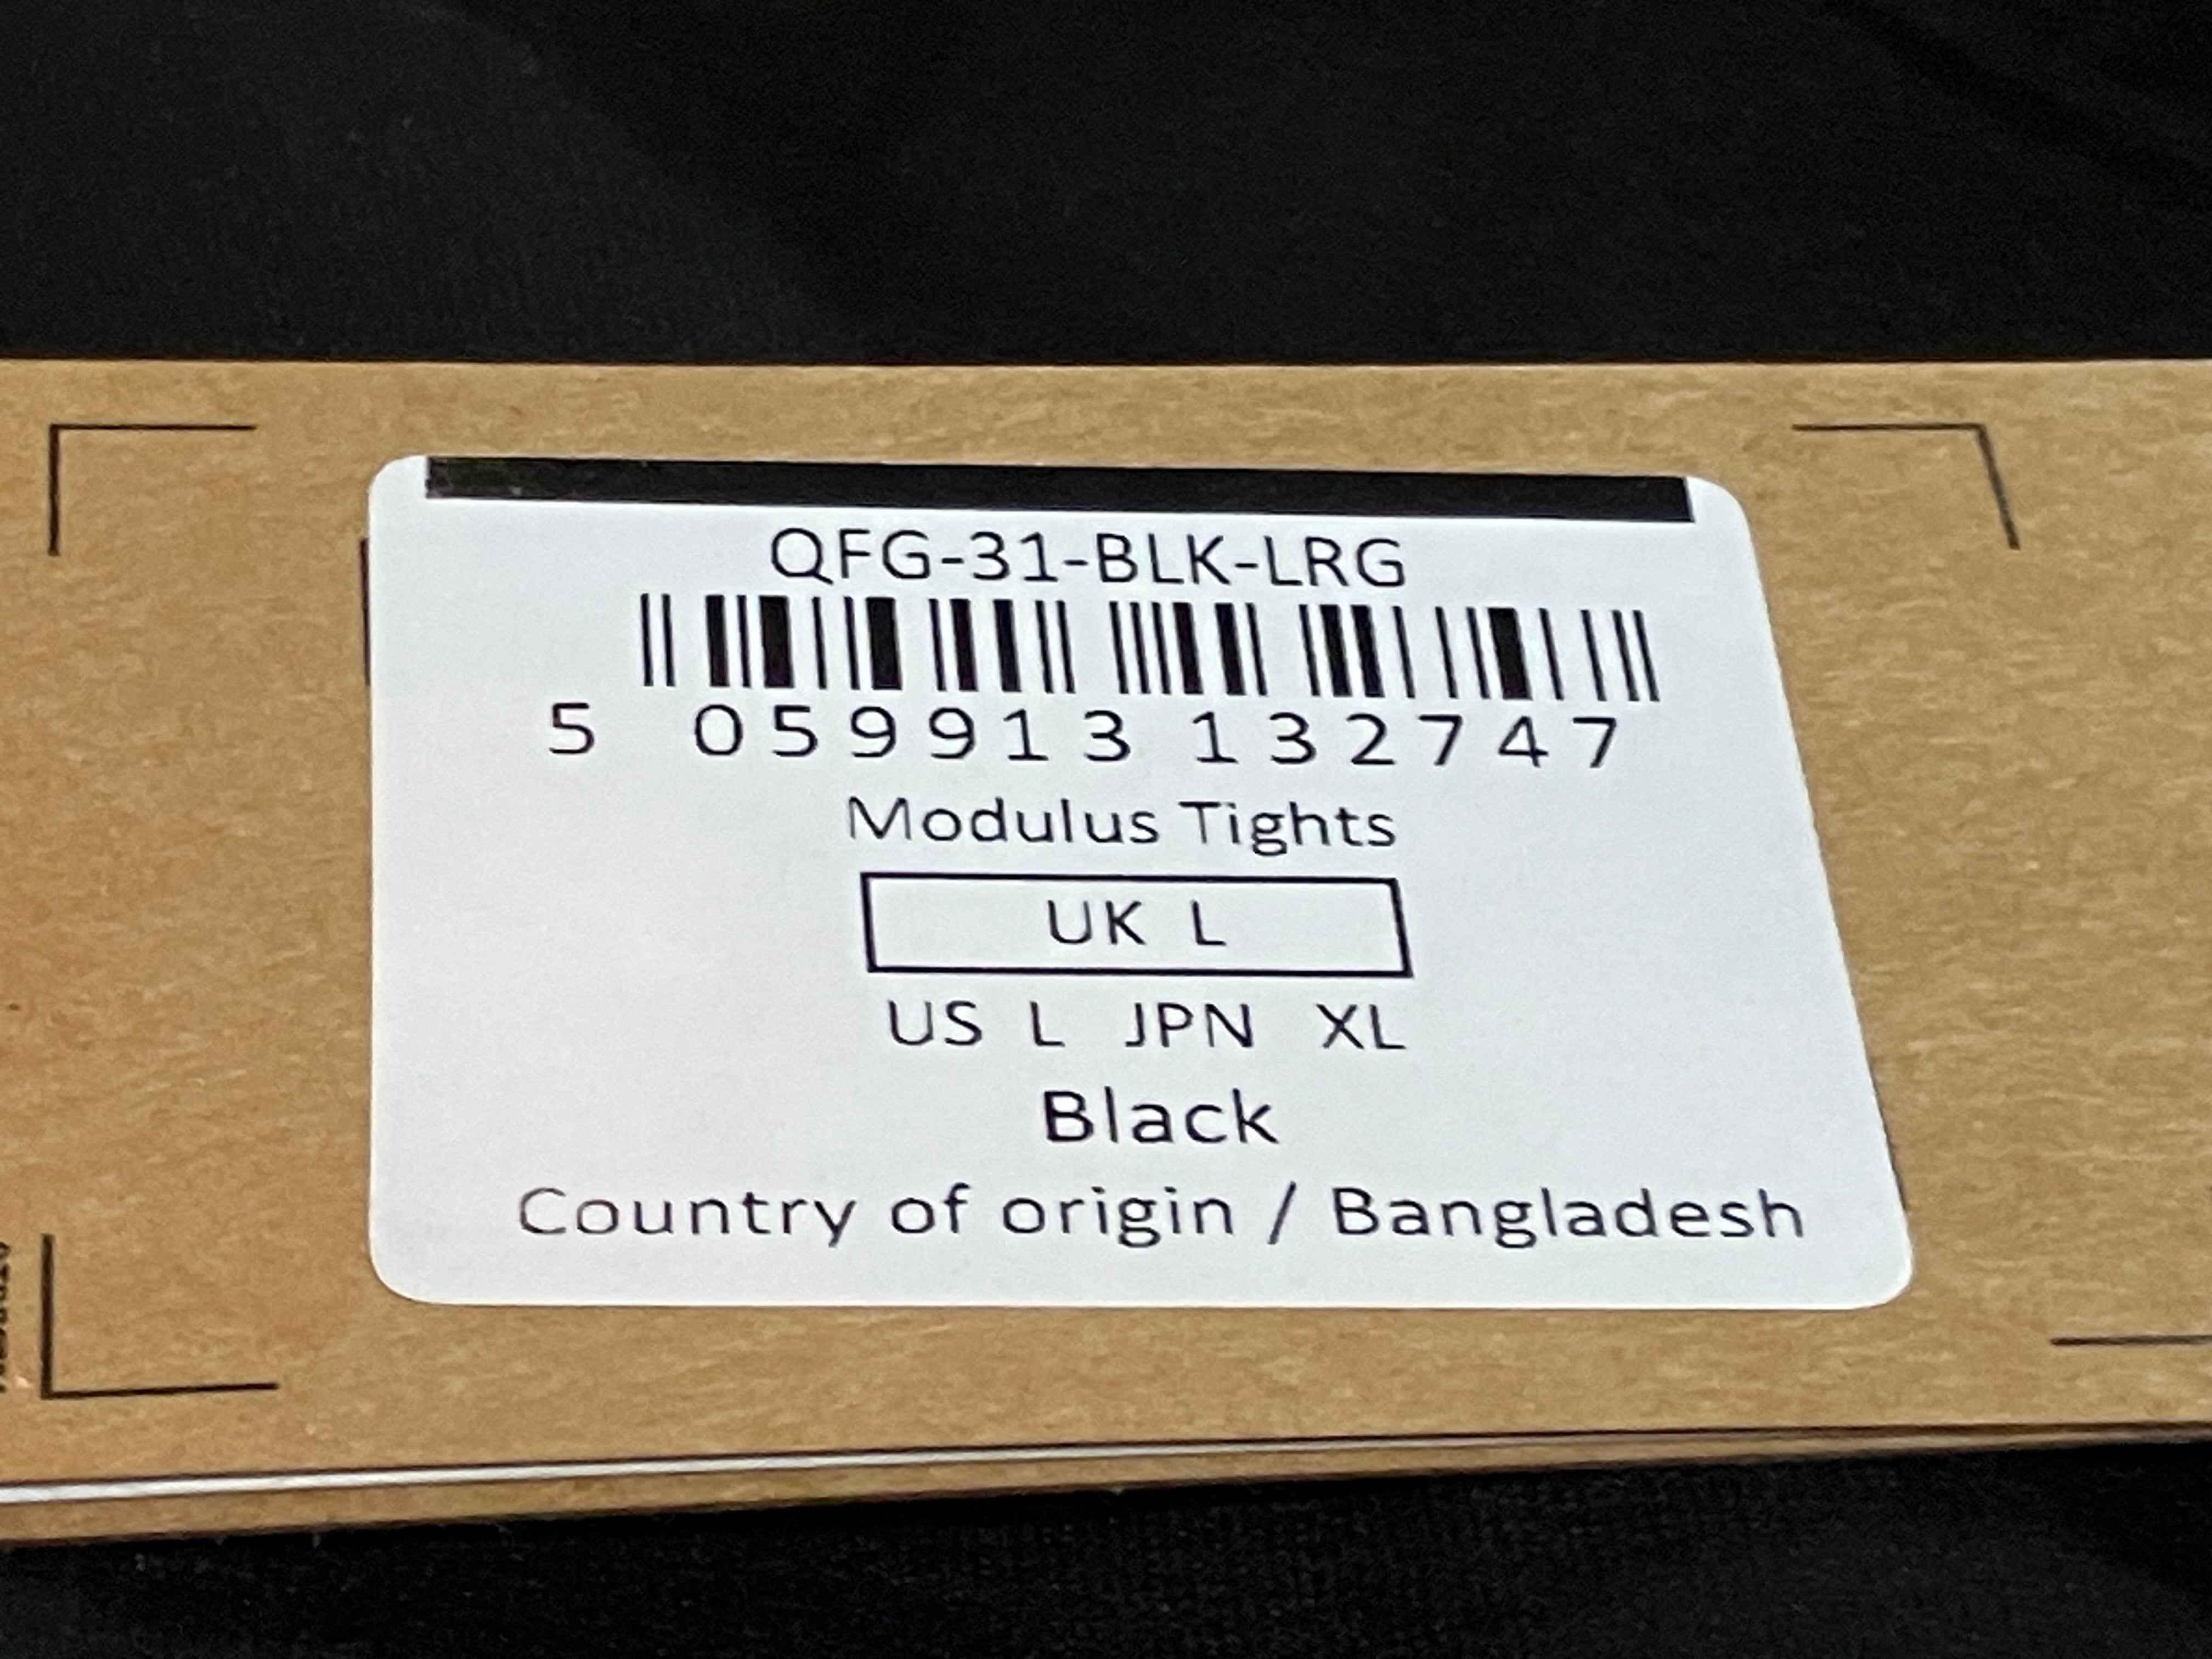 QFG-31-BLK-LRG
5 059913 132747
Modulus Tights
UK L
US L JPN XL
Black
Country of origin / Bangladesh